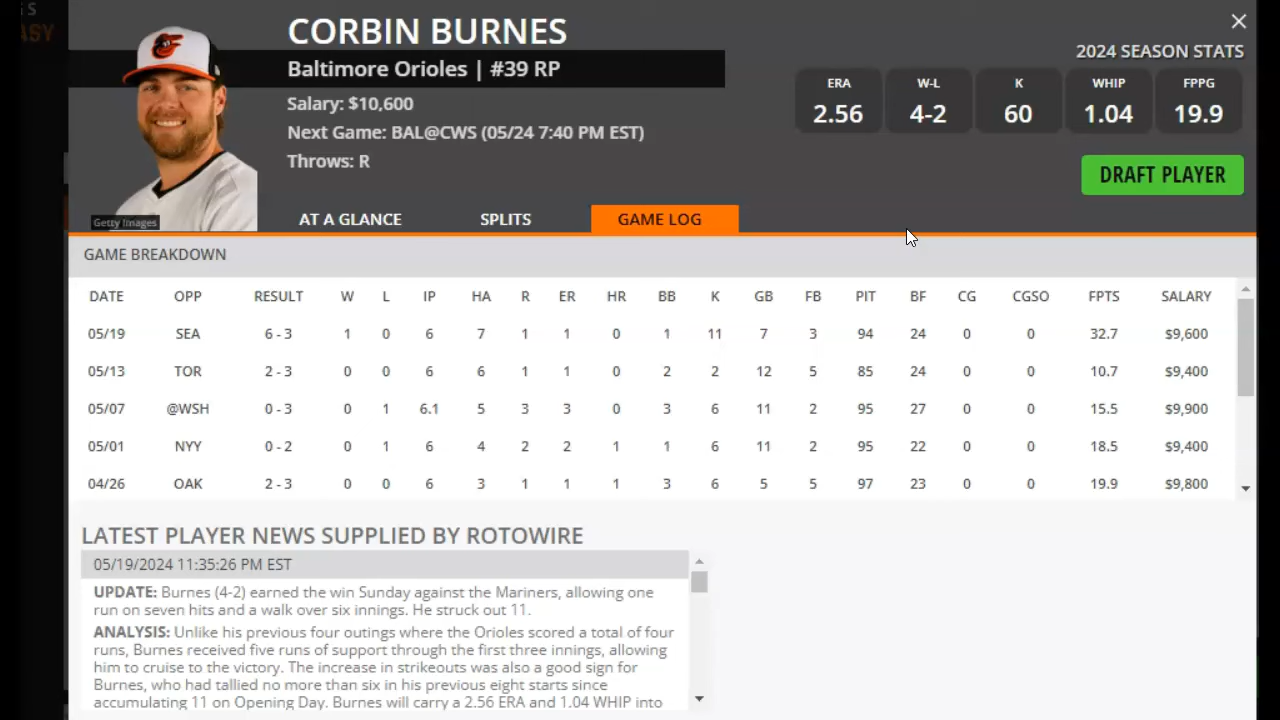 S
ASY
CORBIN BURNES
Baltimore Orioles | #39 RP
Salary: $10,600
Next Game: BAL@CWS (05/24 7:40 PM EST)
Throws: R
2024 SEASON STATS
ERA W-L K WHIP FPPG
2.56 4-2 60 1.04 19.9
DRAFT PLAYER
Getty Images
AT A GLANCE SPLITS GAME LOG
GAME BREAKDOWN
DATE OPP RESULT W L IP HA R ER HR BB K GB FB PIT BF CG CGSO FPTS SALARY
05/19 SEA 6 - 3 1 0 6 7 1 1 0 1 11 7 3 94 24 0 0 32.7 $9,600
05/13 TOR 2 - 3 0 0 6 6 1 1 0 2 2 12 5 85 24 0 0 10.7 $9,400
05/07 @WSH 0 - 3 0 1 6.1 5 3 3 0 3 6 11 2 95 27 0 0 15.5 $9,900
05/01 NYY 0 - 2 0 1 6 4 2 2 1 1 6 11 2 95 22 0 0 18.5 $9,400
04/26 OAK 2 - 3 0 0 6 3 1 1 1 3 6 5 5 97 23 0 0 19.9 $9,800
LATEST PLAYER NEWS SUPPLIED BY ROTOWIRE
05/19/2024 11:35:26 PM EST
UPDATE: Burnes (4-2) earned the win Sunday against the Mariners, allowing one
run on seven hits and a walk over six innings. He struck out 11.
ANALYSIS: Unlike his previous four outings where the Orioles scored a total of four
runs, Burnes received five runs of support through the first three innings, allowing
him to cruise to the victory. The increase in strikeouts was also a good sign for
Burnes, who had tallied no more than six in his previous eight starts since
accumulating 11 on Opening Day. Burnes will carry a 2.56 ERA and 1.04 WHIP into